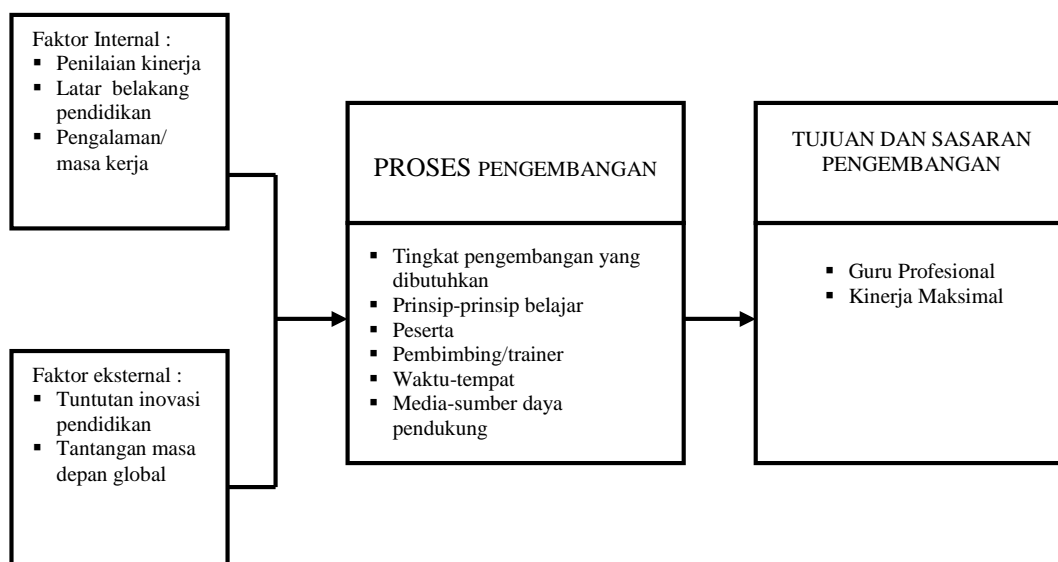 Faktor Internal :
▪ Penilaian kinerja
▪ Latar belakang
pendidikan
▪ Pengalaman/
masa kerja
Faktor eksternal :
▪ Tuntutan inovasi
pendidikan
▪ Tantangan masa
depan global
PROSES PENGEMBANGAN
▪ Tingkat pengembangan yang
dibutuhkan
▪ Prinsip-prinsip belajar
▪ Peserta
▪ Pembimbing/trainer
▪ Waktu-tempat
▪ Media-sumber daya
pendukung
TUJUAN DAN SASARAN
PENGEMBANGAN
▪ Guru Profesional
▪ Kinerja Maksimal